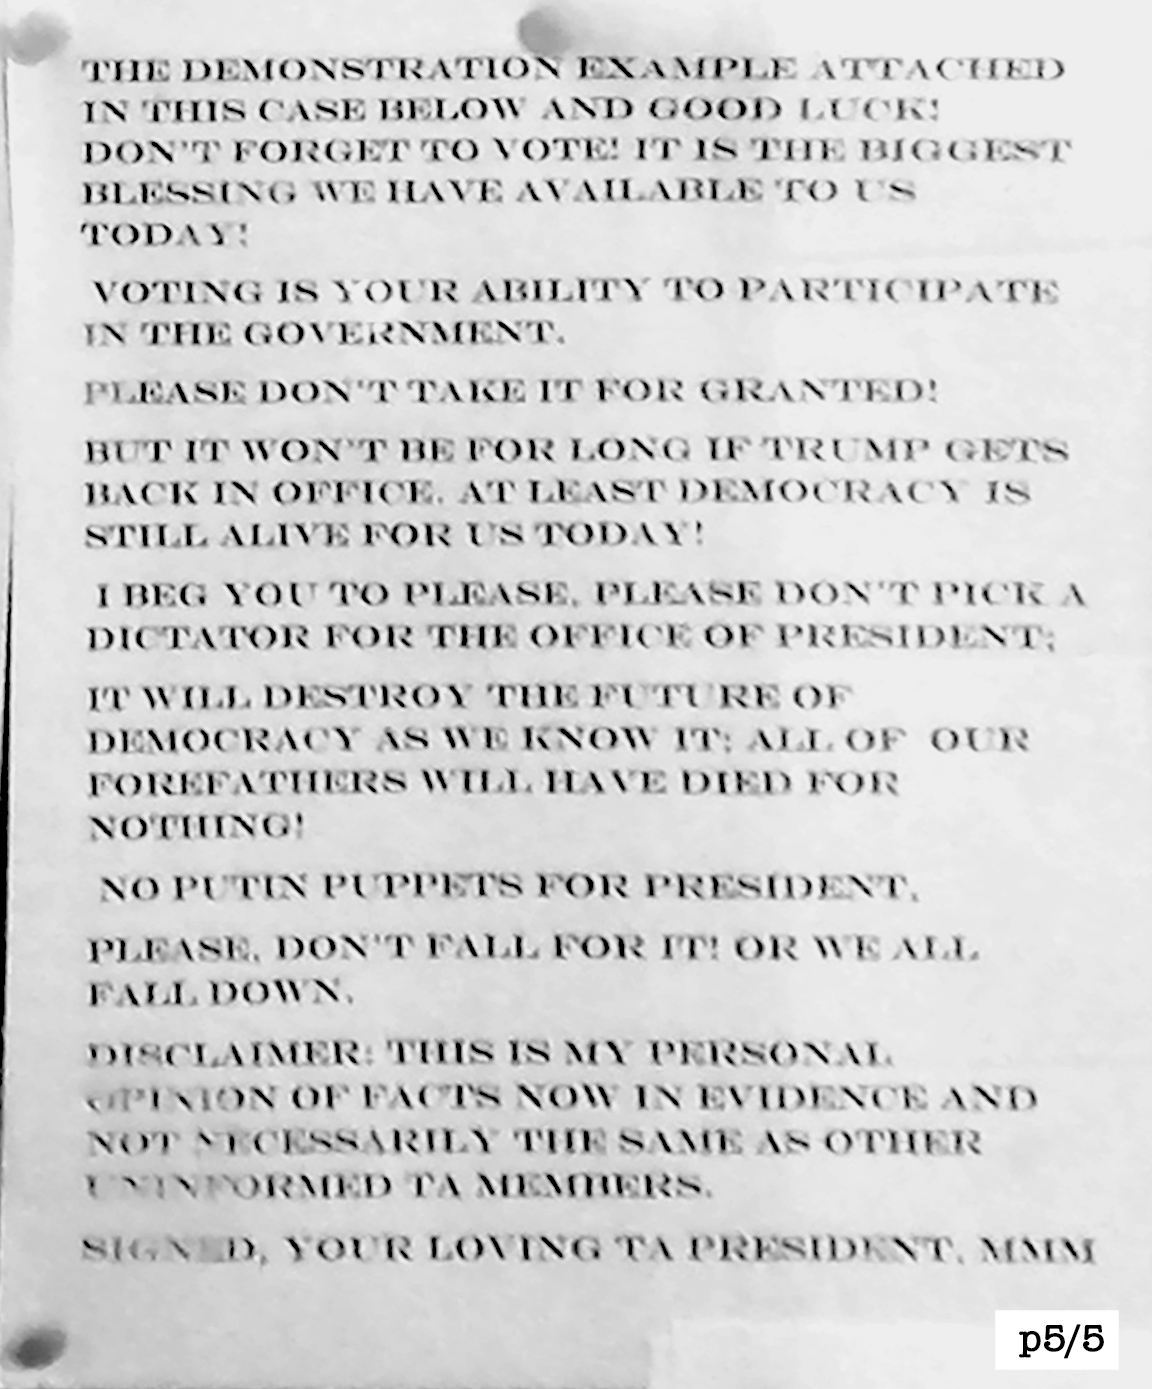 THE DEMONSTRATION EXAMPLE ATTACHED
IN THIS CASE BELOW AND GOOD LUCK!
DON'T FORGET TO VOTE! IT IS THE BIGGEST
BLESSING WE HAVE AVAILABLE TO US
TODAY!
VOTING IS YOUR ABILITY TO PARTICIPATE
IN THE GOVERNMENT.
PLEASE DON'T TAKE IT FOR GRANTED!
BUT IT WON'T BE FOR LONG IF TRUMP GETS
BACK IN OFFICE. AT LEAST DEMOCRACY IS
STILL ALIVE FOR US TODAY!
I BEG YOU TO PLEASE, PLEASE DON'T PICK A
DICTATOR FOR THE OFFICE OF PRESIDENT;
IT WILL DESTROY THE FUTURE OF
DEMOCRACY AS WE KNOW IT; ALL OF OUR
FOREFATHERS WILL HAVE DIED FOR
NOTHING!
NO PUTIN PUPPETS FOR PRESIDENT,
PLEASE, DON'T FALL FOR IT! OR WE ALL
FALL DOWN.
DISCLAIMER: THIS IS MY PERSONAL
OPINION OF FACTS NOW IN EVIDENCE AND
NOT NECESSARILY THE SAME AS OTHER
UNINFORMED TA MEMBERS.
SIGNED, YOUR LOVING TA PRESIDENT, MMM
p5/5